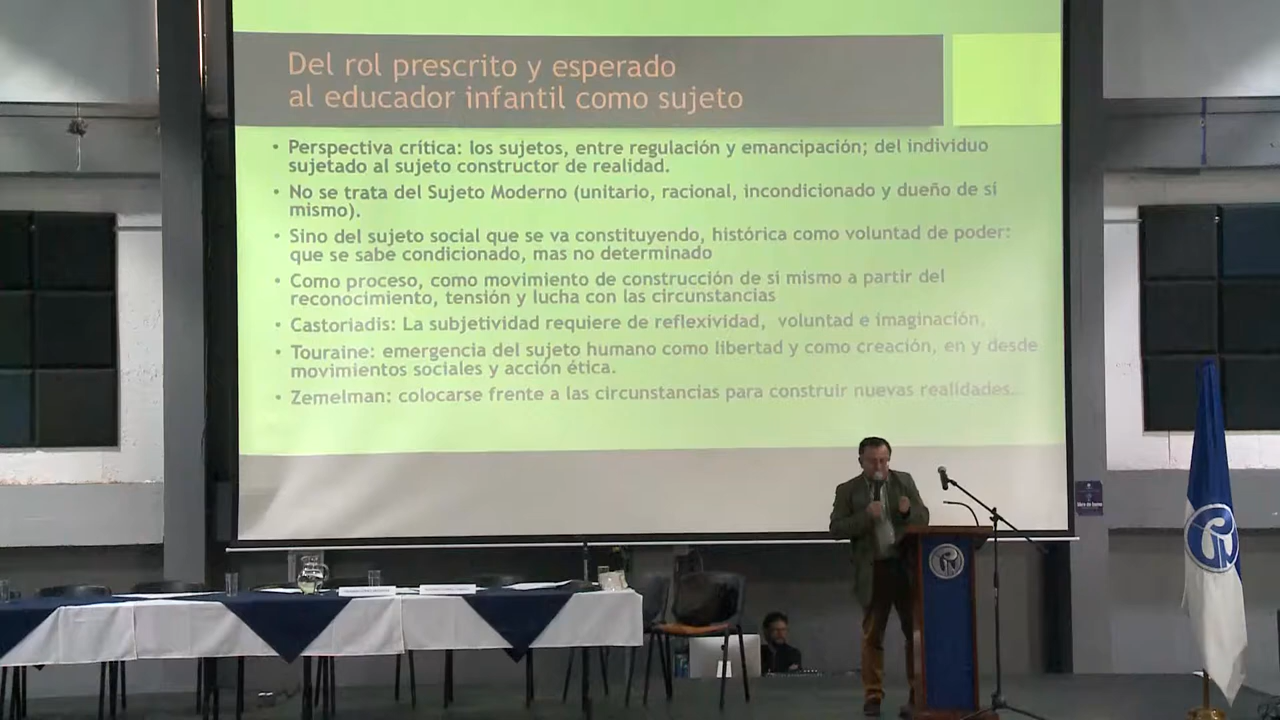 Del rol prescrito y esperado
al educador infantil como sujeto
• Perspectiva crítica: los sujetos, entre regulación y emancipación; del individuo
sujetado al sujeto constructor de realidad.
• No se trata del Sujeto Moderno (unitario, racional, incondicionado y dueño de si
mismo).
• Sino del sujeto social que se va constituyendo, histórica como voluntad de poder:
que se sabe condicionado, mas no determinado
• Como proceso, como movimiento de construcción de si mismo a partir del
reconocimiento, tensión y lucha con las circunstancias
• Castoriadis: La subjetividad requiere de reflexividad, voluntad e imaginación,
• Touraine: emergencia del sujeto humano como libertad y como creación, en y desde
movimientos sociales y acción ética.
• Zemelman: colocarse frente a las circunstancias para construir nuevas realidades...